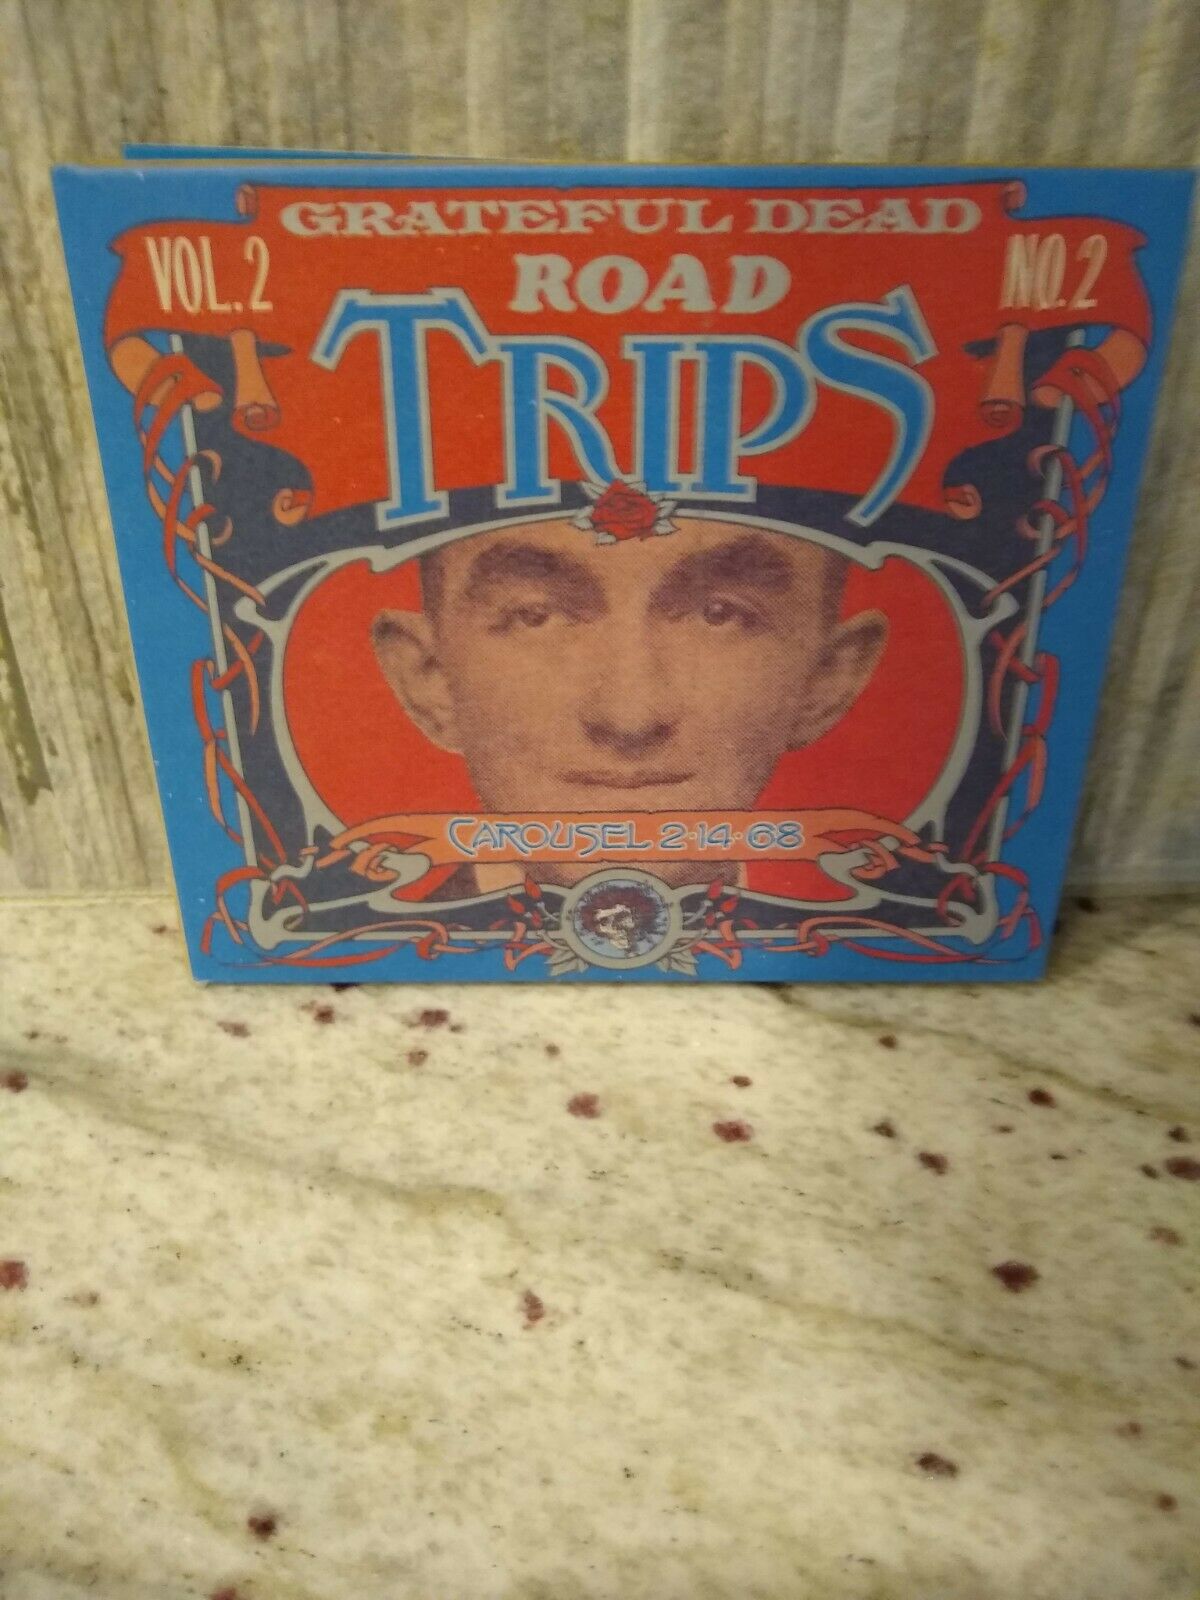 GRATEFUL DEAD
VOL.2
ROAD
NO.2
TRIPS
CAROUSEL 2·14·68